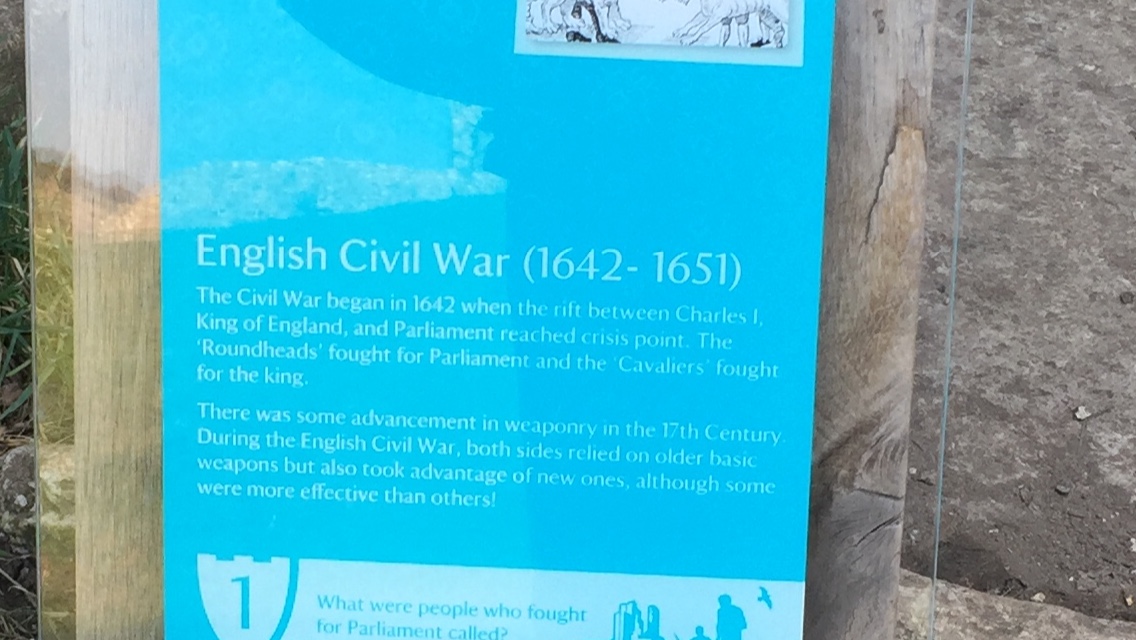 English Civil War (1642- 1651)
The Civil War began in 1642 when the rift between Charles I,
King of England, and Parliament reached crisis point. The
‘Roundheads’ fought for Parliament and the ‘Cavaliers’ fought
for the king.
There was some advancement in weaponry in the 17th Century.
During the English Civil War, both sides relied on older basic
weapons but also took advantage of new ones, although some
were more effective than others!
1
What were people who fought
for Parliament called?